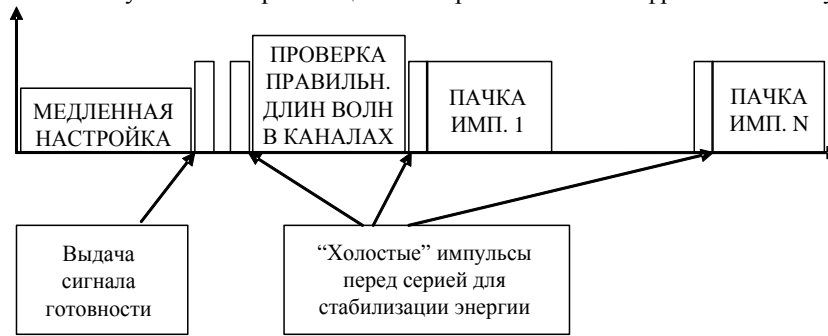 МЕДЛЕННАЯ
НАСТРОЙКА
ПРОВЕРКА
ПРАВИЛЬН.
ДЛИН ВОЛН
В КАНАЛАХ
ПАЧКА
ИМП. 1
ПАЧКА
ИМП. N
Выдача
сигнала
готовности
“Холостые” импульсы
перед серией для
стабилизации энергии